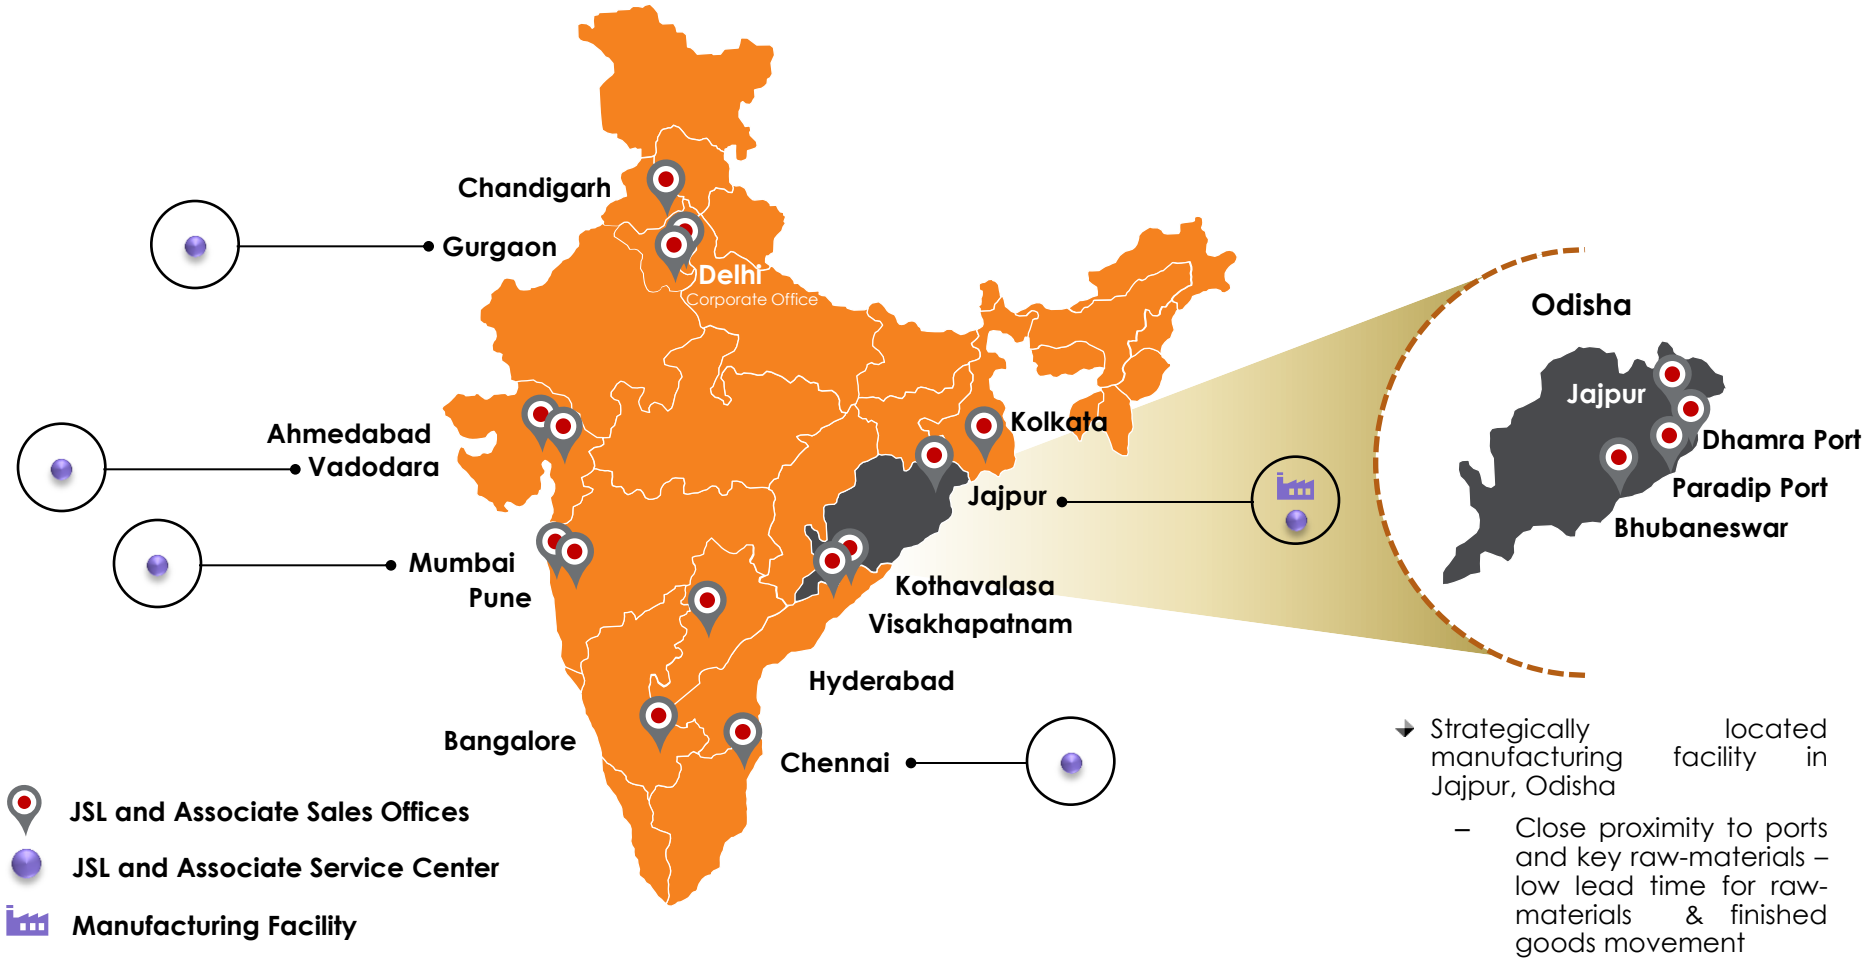 Chandigarh
Gurgaon
Delhi
Corporate Office
Odisha
Jajpur
Ahmedabad
Vadodara
Kolkata
Dhamra Port
Jajpur
Paradip Port
Bhubaneswar
Mumbai
Pune
Kothavalasa
Visakhapatnam
Hyderabad
Bangalore
Chennai
JSL and Associate Sales Offices
JSL and Associate Service Center
Manufacturing Facility
Strategically located
manufacturing facility in
Jajpur, Odisha
– Close proximity to ports
and key raw-materials –
low lead time for raw-
materials & finished
goods movement